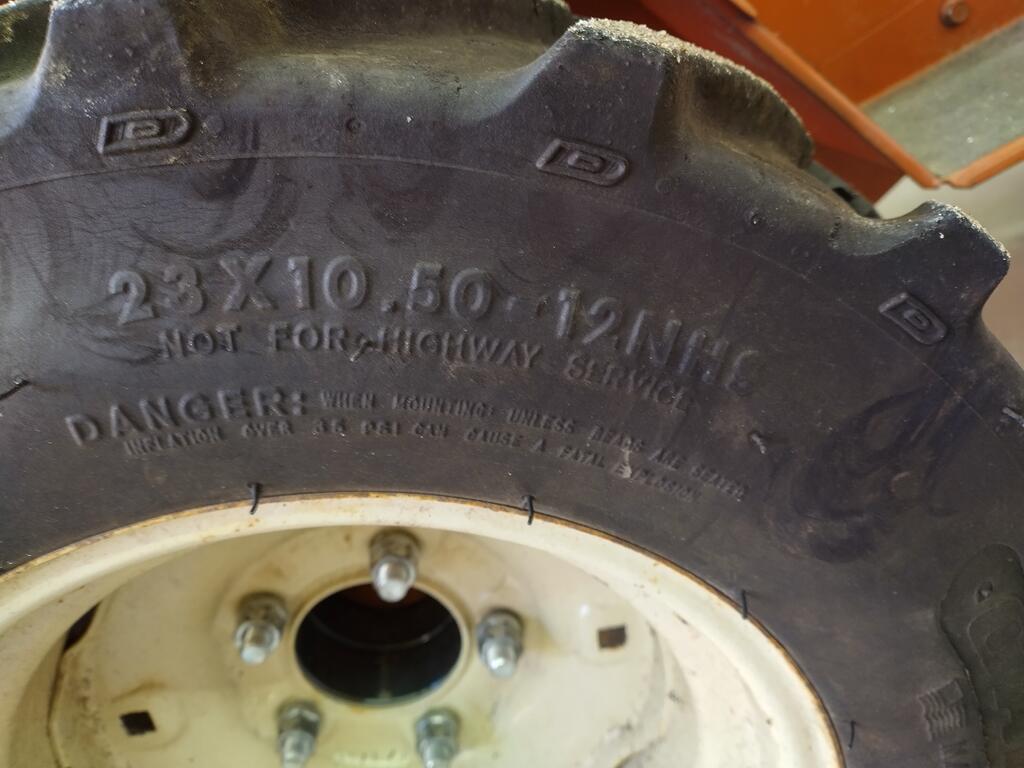 23X10.50-12NHS
NOT FOR HIGHWAY SERVICE
DANGER: WHEN MOUNTING: UNLESS BEADS ARE SEATED
INFLATION OVER 35 PSI CAN CAUSE A FATAL EXPLOSION